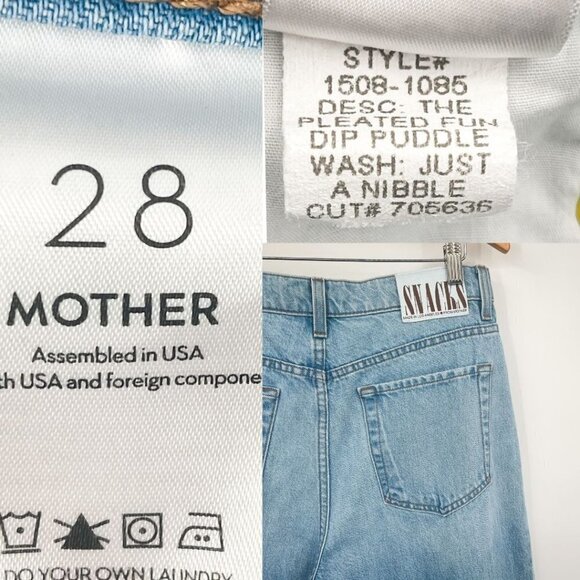 28
MOTHER
Assembled in USA
th USA and foreign compone
DO YOUR OWN LAUNDRY
STYLE#
1508-1085
DESC: THE
PLEATED FUN
DIP PUDDLE
WASH: JUST
A NIBBLE
CUT# 705636
SNACKS